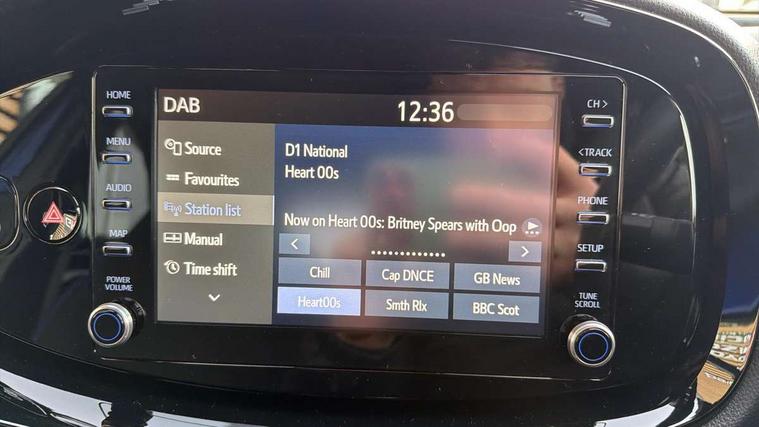 DAB
12:36
HOME
MENU
AUDIO
MAP
POWER
VOLUME
Source
Favourites
Station list
Manual
Time shift
D1 National
Heart 00s
Now on Heart 00s: Britney Spears with Oop
Chill
Cap DNCE
GB News
Heart00s
Smth Rlx
BBC Scot
CH >
< TRACK
PHONE
SETUP
TUNE
SCROLL